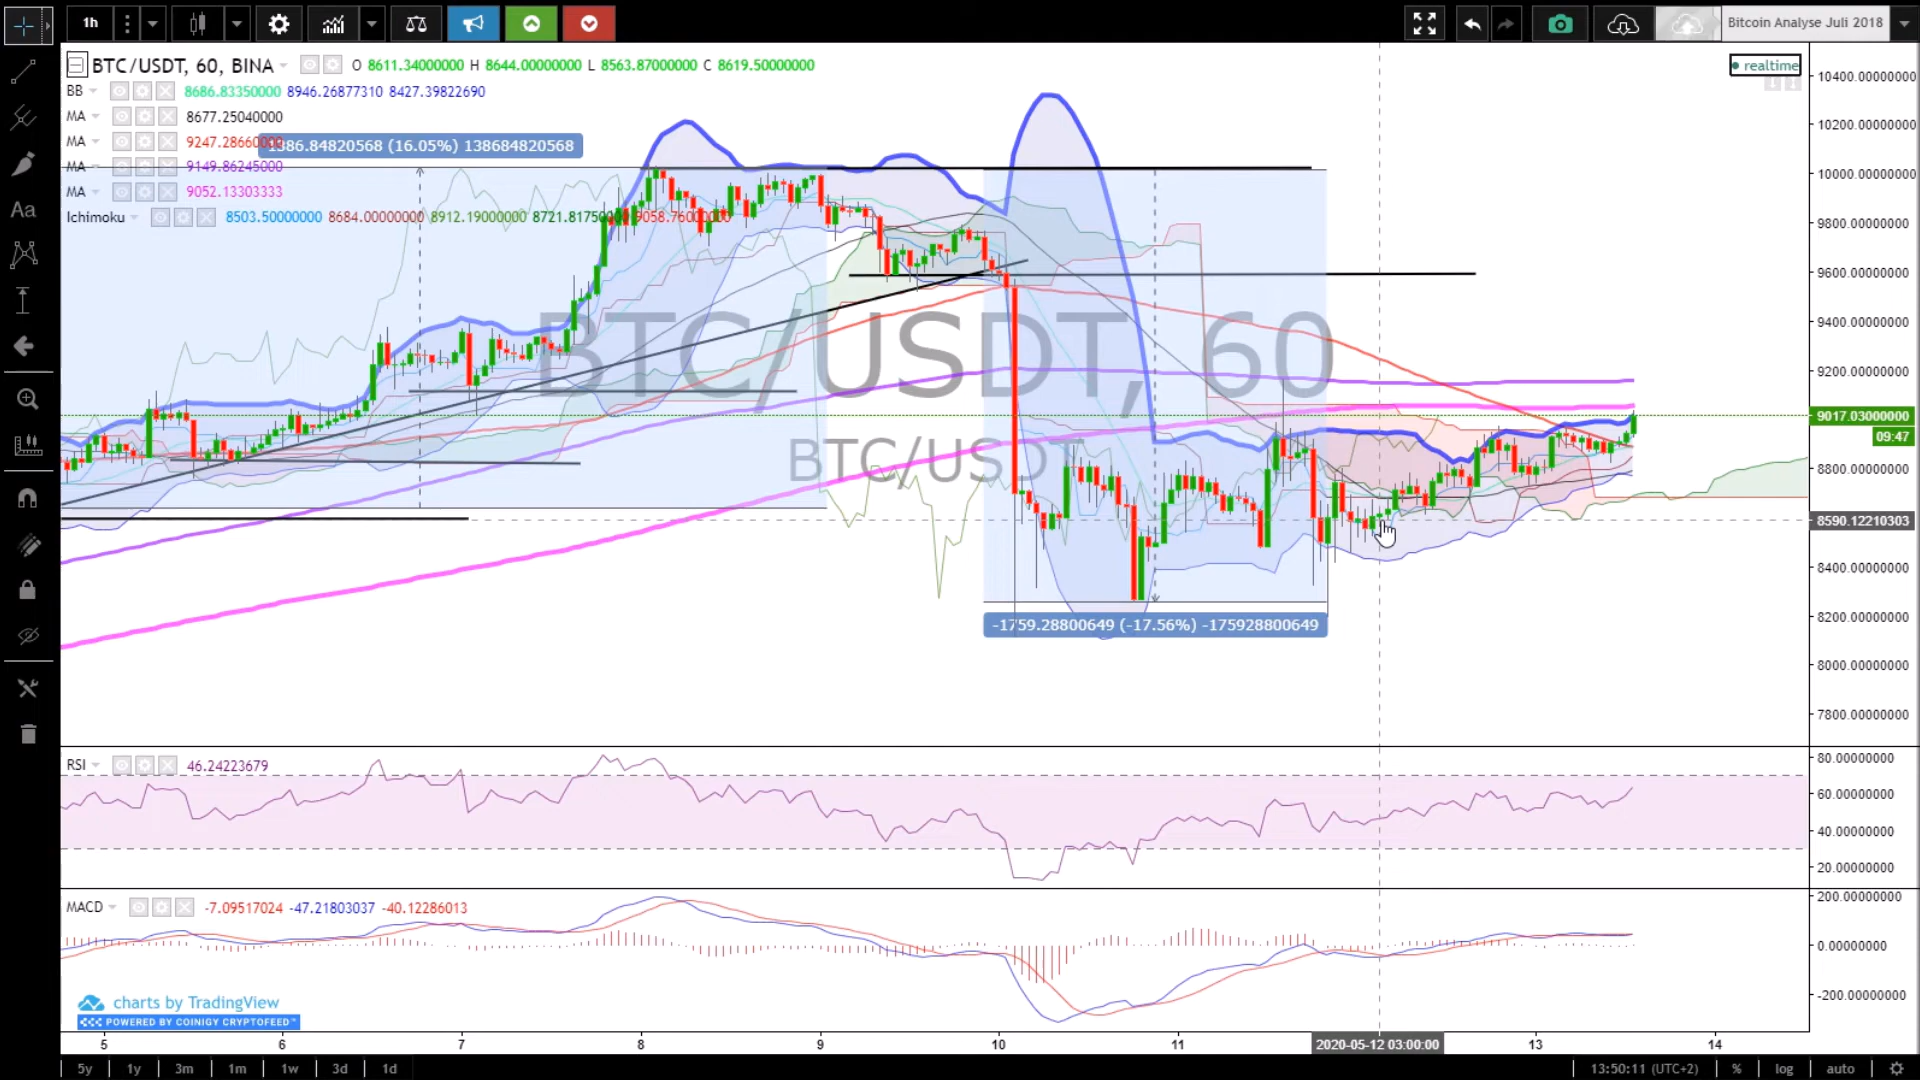 1h
Bitcoin Analyse Juli 2018
BTC/USDT, 60, BINA O 8611.34000000 H 8644.00000000 L 8563.87000000 C 8619.50000000
realtime
BB 8686.83350000 8946.26877310 8427.39822690
MA 8677.25040000
MA 9247.28660000
1386.84820568 (16.05%) 138684820568
MA 9149.86245000
MA 9052.13303333
Ichimoku 8503.50000000 8684.00000000 8912.19000000 8721.81750000 9058.76000000
Aa
BTC/USDT, 60
BTC/USDT
-1759.28800649 (-17.56%) -175928800649
10400.00000000
10200.00000000
10000.00000000
9800.00000000
9600.00000000
9400.00000000
9200.00000000
9017.03000000
09:47
8800.00000000
8590.12210303
8400.00000000
8200.00000000
8000.00000000
7800.00000000
RSI 46.24223679
80.00000000
60.00000000
40.00000000
20.00000000
MACD -7.09517024 -47.21803037 -40.12286013
200.00000000
0.00000000
-200.00000000
charts by TradingView
POWERED BY COINIGY CRYPTOFEED™
5 6 7 8 9 10 11 2020-05-12 03:00:00 13 14
5y 1y 3m 1m 1w 3d 1d 13:50:11 (UTC+2) % log auto